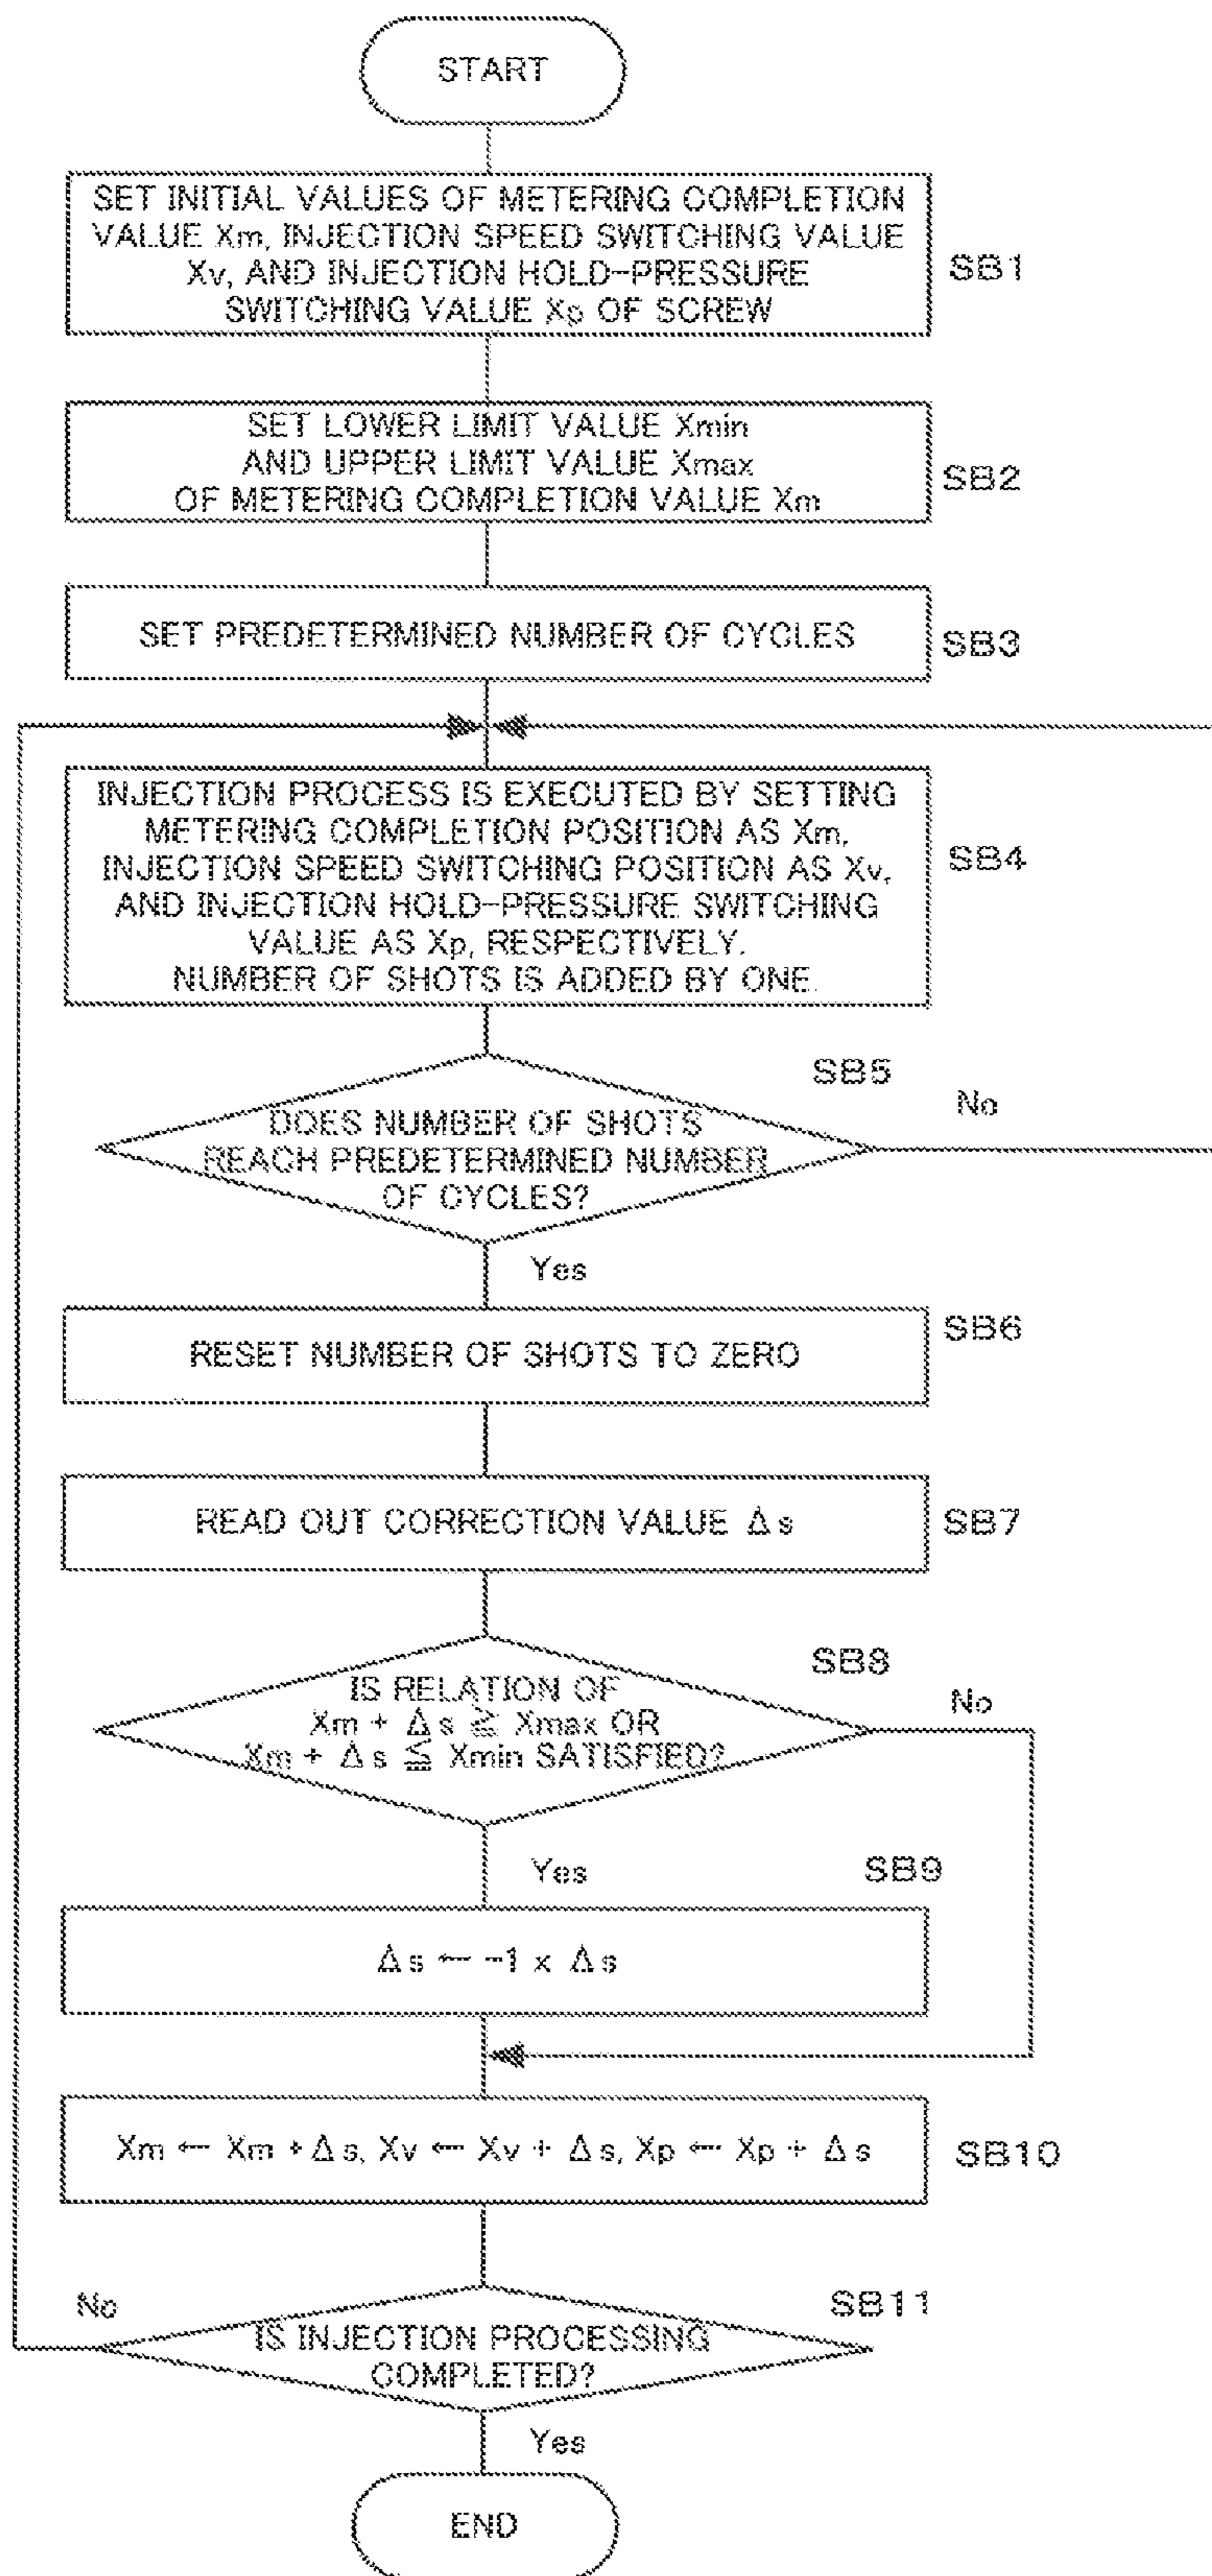 START
SET INITIAL VALUES OF METERING COMPLETION
VALUE Xm, INJECTION SPEED SWITCHING VALUE
Xv, AND INJECTION HOLD-PRESSURE
SWITCHING VALUE Xp OF SCREW
SB1
SET LOWER LIMIT VALUE Xmin
AND UPPER LIMIT VALUE Xmax
OF METERING COMPLETION VALUE Xm
SB2
SET PREDETERMINED NUMBER OF CYCLES
SB3
INJECTION PROCESS IS EXECUTED BY SETTING
METERING COMPLETION POSITION AS Xm,
INJECTION SPEED SWITCHING POSITION AS Xv,
AND INJECTION HOLD-PRESSURE SWITCHING
VALUE AS Xp, RESPECTIVELY.
NUMBER OF SHOTS IS ADDED BY ONE.
SB4
SB5
No
DOES NUMBER OF SHOTS
REACH PREDETERMINED NUMBER
OF CYCLES?
Yes
RESET NUMBER OF SHOTS TO ZERO
SB6
READ OUT CORRECTION VALUE Δs
SB7
SB8
No
IS RELATION OF
Xm + Δs ≧ Xmax OR
Xm + Δs ≦ Xmin SATISFIED?
Yes
SB9
Δs ← -1 x Δs
Xm ← Xm + Δs, Xv ← Xv + Δs, Xp ← Xp + Δs
SB10
No
SB11
IS INJECTION PROCESSING
COMPLETED?
Yes
END